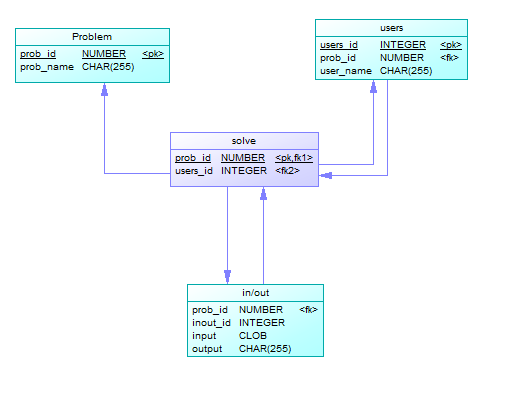 Problem
prob_id NUMBER <pk>
prob_name CHAR(255)
users
users_id INTEGER <pk>
prob_id NUMBER <fk>
user_name CHAR(255)
solve
prob_id NUMBER <pk,fk1>
users_id INTEGER <fk2>
in/out
prob_id NUMBER <fk>
inout_id INTEGER
input CLOB
output CHAR(255)